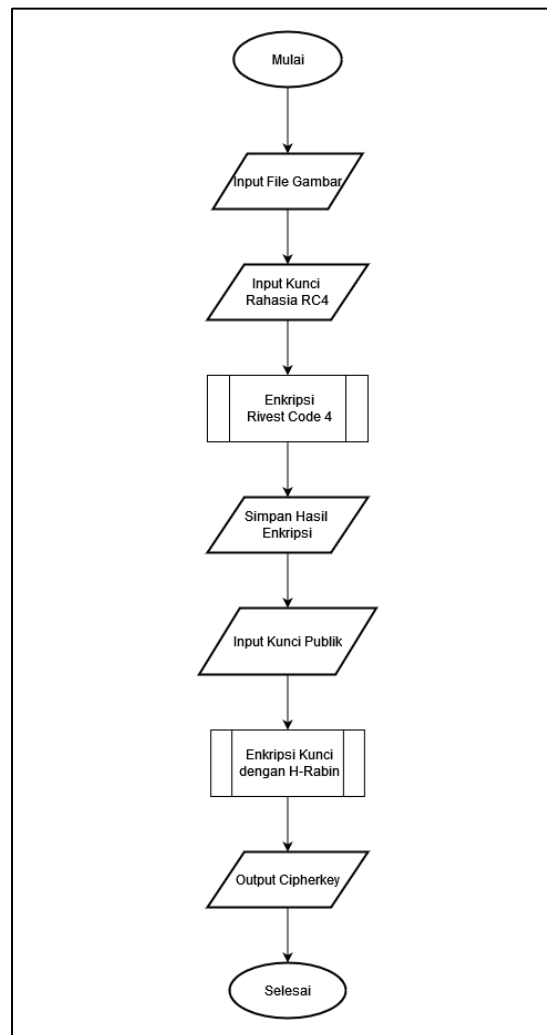 Mulai
Input File Gambar
Input Kunci
Rahasia RC4
Enkripsi
Rivest Code 4
Simpan Hasil
Enkripsi
Input Kunci Publik
Enkripsi Kunci
dengan H-Rabin
Output Cipherkey
Selesai